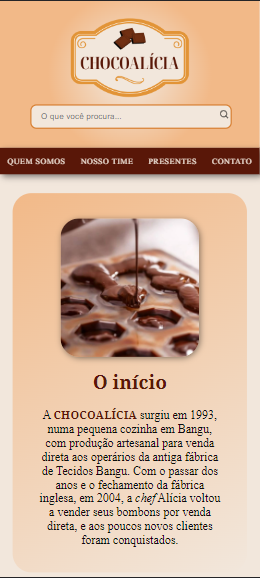 CHOCOALÍCIA
O que você procura...
QUEM SOMOS NOSSO TIME PRESENTES CONTATO
O início
A CHOCOALÍCIA surgiu em 1993,
numa pequena cozinha em Bangu,
com produção artesanal para venda
direta aos operários da antiga fábrica
de Tecidos Bangu. Com o passar dos
anos e o fechamento da fábrica
inglesa, em 2004, a chef Alícia voltou
a vender seus bombons por venda
direta, e aos poucos novos clientes
foram conquistados.